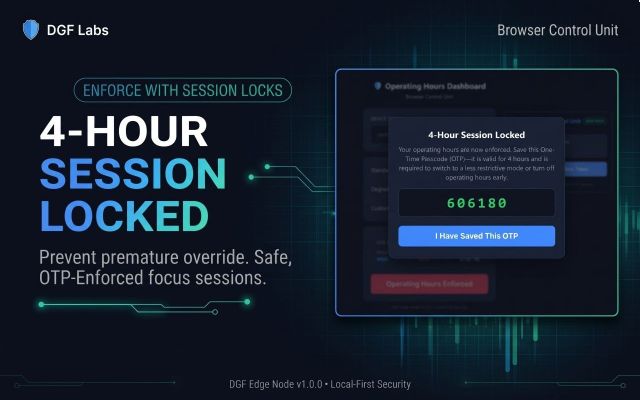 DGF Labs
Browser Control Unit
ENFORCE WITH SESSION LOCKS
4-HOUR
SESSION
LOCKED
Prevent premature override. Safe,
OTP-Enforced focus sessions.
Operating Hours Dashboard
Browser Control Unit
4-Hour Session Locked
Your operating hours are now enforced. Save this One-
Time Passcode (OTP)—it is valid for 4 hours and is
required to switch to a less restrictive mode or turn off
operating hours early.
606180
I Have Saved This OTP
Operating Hours Enforced
DGF Edge Node v1.0.0 • Local-First Security